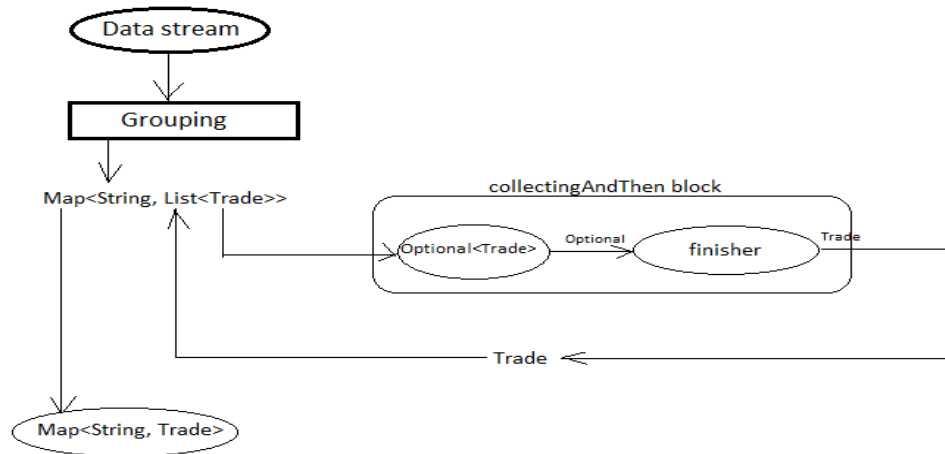 Data stream
Grouping
Map<String, List<Trade>>
collectingAndThen block
Optional<Trade>
Optional
finisher
Trade
Trade
Map<String, Trade>